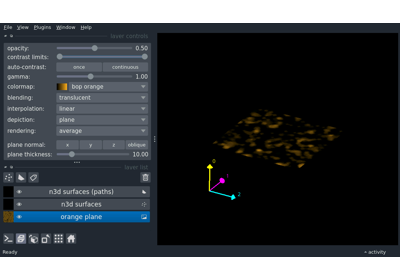 File View Plugins Window Help
layer controls
opacity: 0.50
contrast limits:
auto-contrast: once continuous
gamma: 1.00
colormap: bop orange
blending: translucent
interpolation: linear
depiction: plane
rendering: average
plane normal: x y z oblique
plane thickness: 10.00
layer list
n3d surfaces (paths)
n3d surfaces
orange plane
0
1
2
Ready
activity